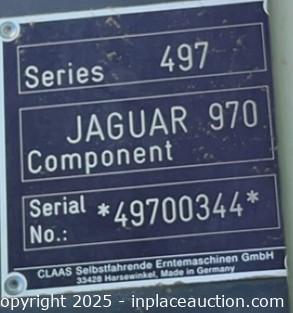 Series 497
JAGUAR 970
Component
Serial
No.: *49700344*
CLAAS Selbstfahrende Erntemaschinen GmbH
33428 Harsewinkel, Made in Germany
opyright 2025 - inplaceauction.com